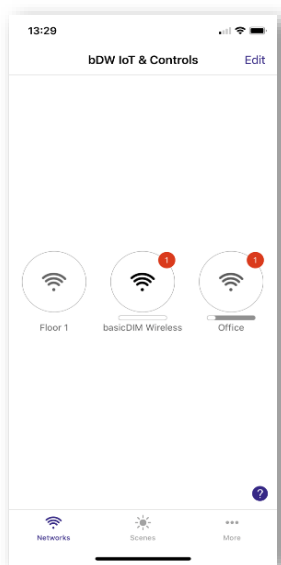 13:29
bDW IoT & Controls Edit
1 1
Floor 1 basicDIM Wireless Office
?
Networks Scenes More